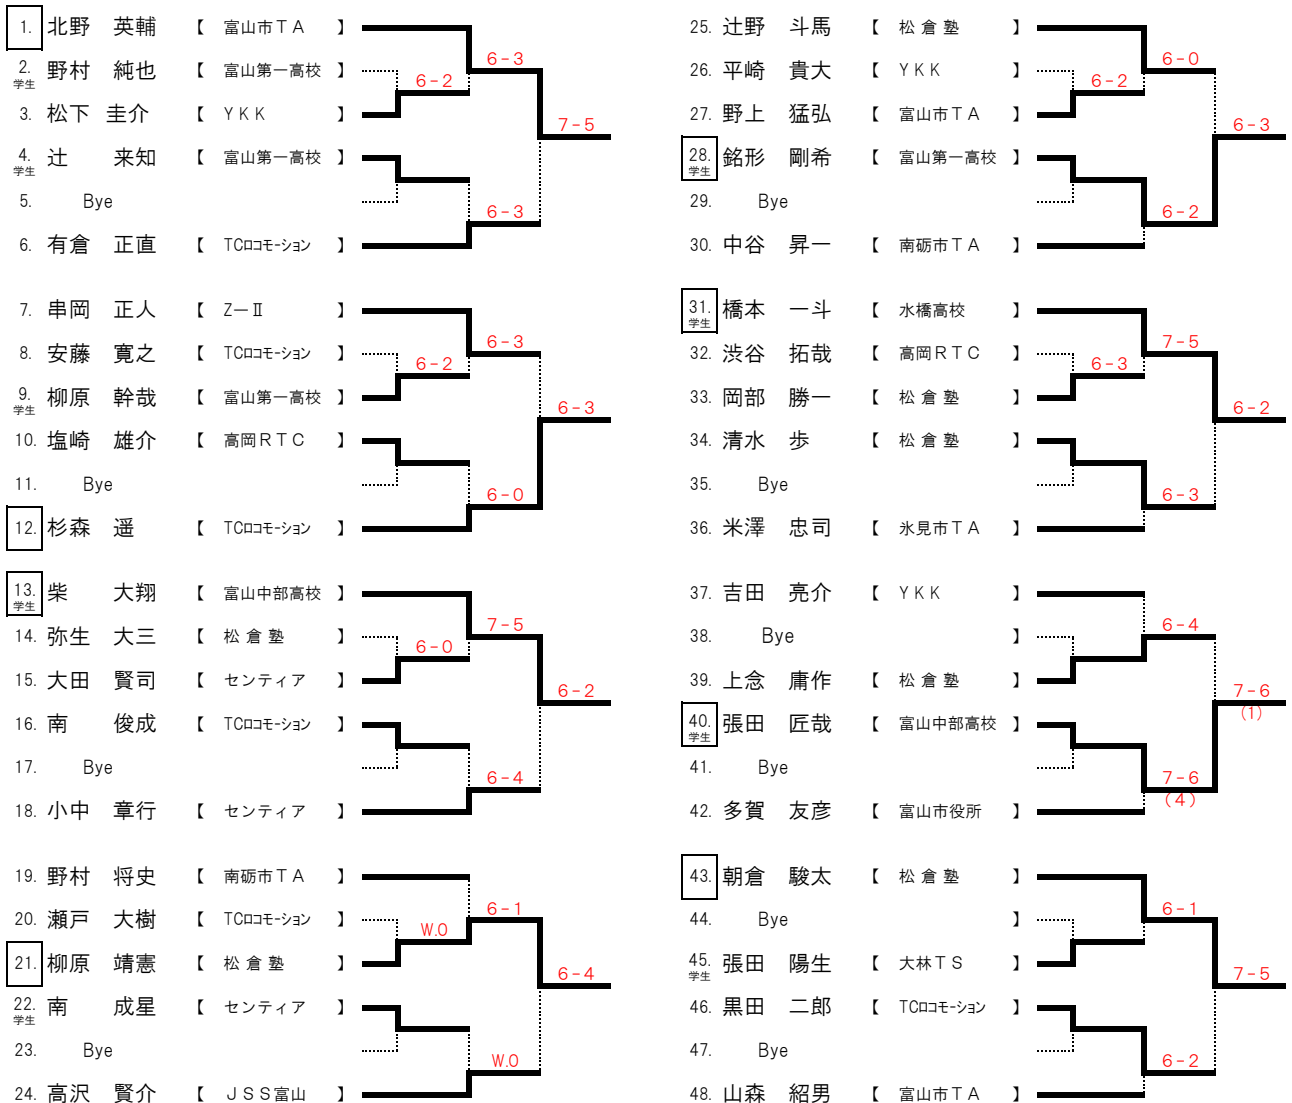 1. 北野 英輔 【 富山市TA 】
6-3
2. 学生 野村 純也 【 富山第一高校 】
6-2
3. 松下 圭介 【 YKK 】
7-5
4. 学生 辻 来知 【 富山第一高校 】
5. Bye
6-3
6. 有倉 正直 【 TCロコモーション 】
7. 串岡 正人 【 Z－Ⅱ 】
6-3
8. 安藤 寛之 【 TCロコモーション 】
6-2
9. 学生 柳原 幹哉 【 富山第一高校 】
6-3
10. 塩崎 雄介 【 高岡RTC 】
11. Bye
6-0
12. 杉森 遥 【 TCロコモーション 】
13. 学生 柴 大翔 【 富山中部高校 】
7-5
14. 弥生 大三 【 松倉塾 】
6-0
15. 大田 賢司 【 センティア 】
6-2
16. 南 俊成 【 TCロコモーション 】
17. Bye
6-4
18. 小中 章行 【 センティア 】
19. 野村 将史 【 南砺市TA 】
6-1
20. 瀬戸 大樹 【 TCロコモーション 】
W.O
21. 柳原 靖憲 【 松倉塾 】
6-4
22. 学生 南 成星 【 センティア 】
23. Bye
W.O
24. 高沢 賢介 【 JSS富山 】
25. 辻野 斗馬 【 松倉塾 】
6-0
26. 平崎 貴大 【 YKK 】
6-2
27. 野上 猛弘 【 富山市TA 】
6-3
28. 学生 銘形 剛希 【 富山第一高校 】
29. Bye
6-2
30. 中谷 昇一 【 南砺市TA 】
31. 学生 橋本 一斗 【 水橋高校 】
7-5
32. 渋谷 拓哉 【 高岡RTC 】
6-3
33. 岡部 勝一 【 松倉塾 】
6-2
34. 清水 歩 【 松倉塾 】
35. Bye
6-3
36. 米澤 忠司 【 氷見市TA 】
37. 吉田 亮介 【 YKK 】
6-4
38. Bye 】
39. 上念 庸作 【 松倉塾 】
7-6
(1)
40. 学生 張田 匠哉 【 富山中部高校 】
41. Bye
7-6
(4)
42. 多賀 友彦 【 富山市役所 】
43. 朝倉 駿太 【 松倉塾 】
6-1
44. Bye 】
45. 学生 張田 陽生 【 大林TS 】
7-5
46. 黒田 二郎 【 TCロコモーション 】
47. Bye
6-2
48. 山森 紹男 【 富山市TA 】